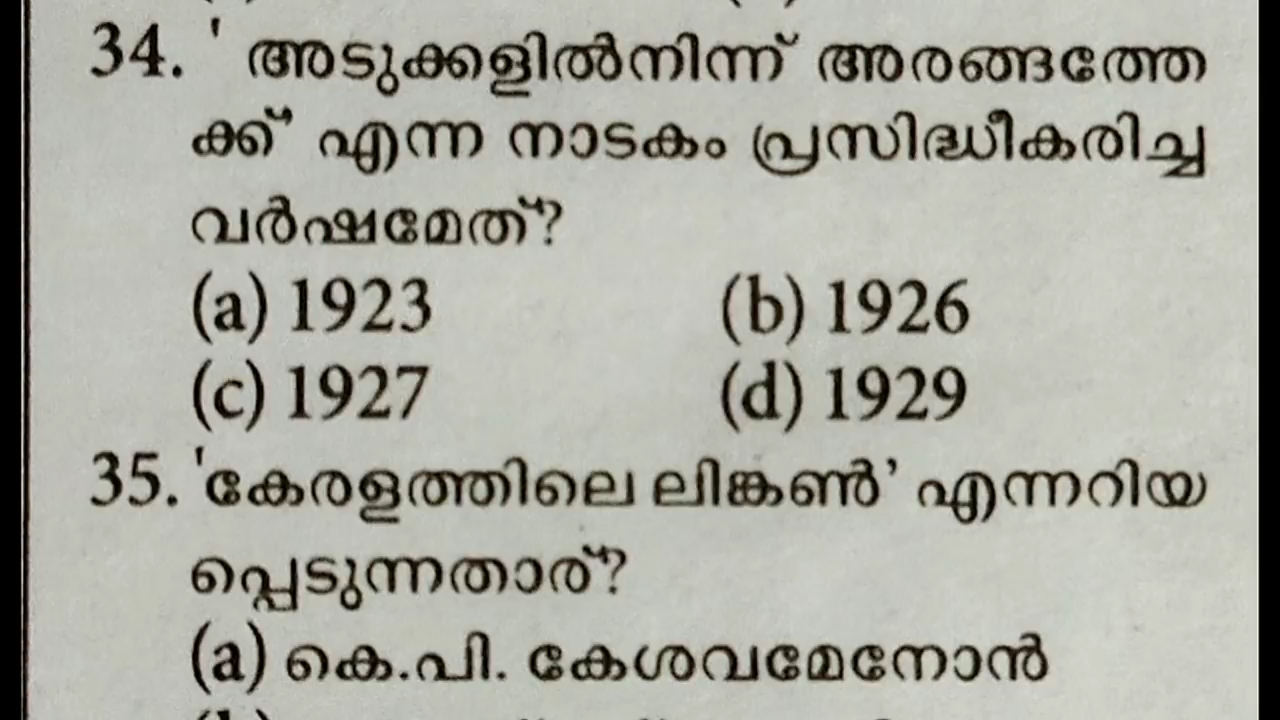 34. ' അടുക്കളിൽനിന്ന് അരങ്ങത്തേ
ക്ക്' എന്ന നാടകം പ്രസിദ്ധീകരിച്ച
വർഷമേത്?
(a) 1923 (b) 1926
(c) 1927 (d) 1929
35. 'കേരളത്തിലെ ലിങ്കൺ' എന്നറിയ
പ്പെടുന്നതാര്?
(a) കെ.പി. കേശവമേനോൻ